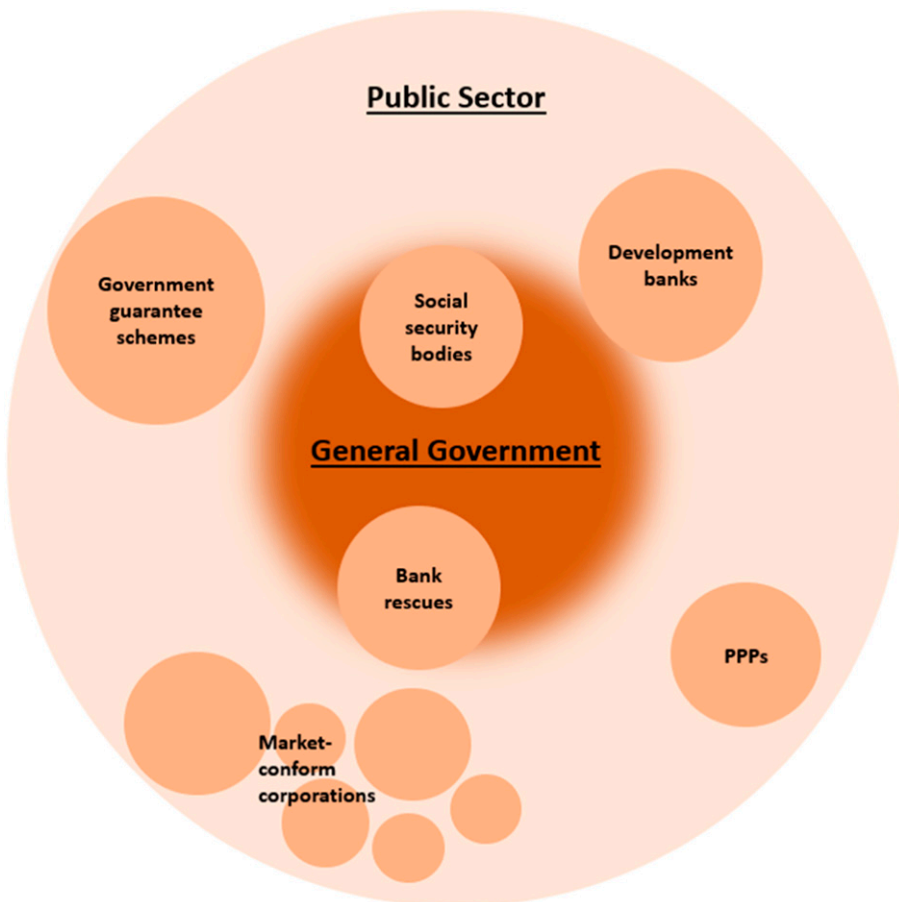 Public Sector
Government
guarantee
schemes
Development
banks
Social
security
bodies
General Government
Bank
rescues
PPPs
Market-
conform
corporations